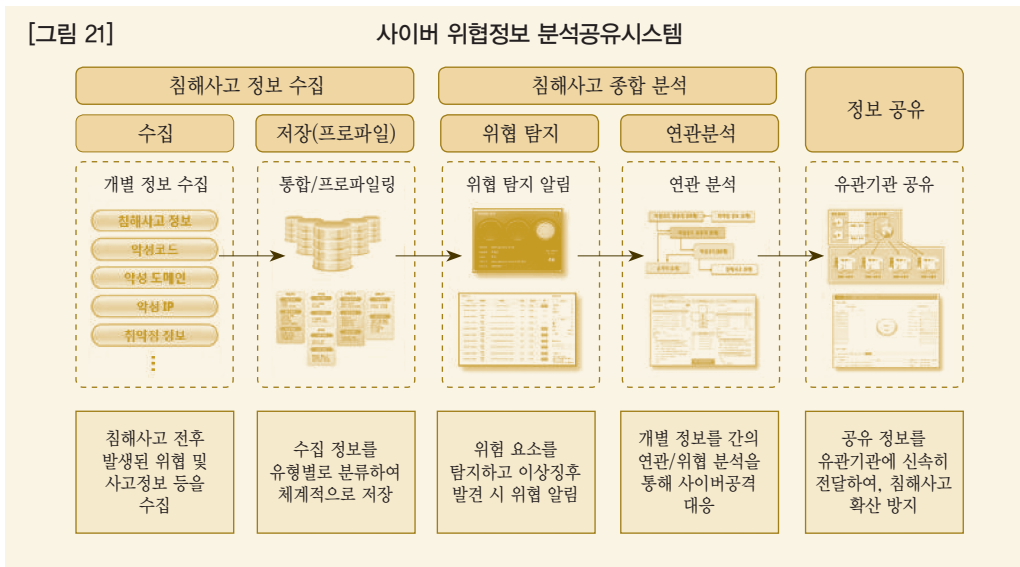 [그림 21]
사이버 위협정보 분석공유시스템
침해사고 정보 수집
침해사고 종합 분석
정보 공유
수집
저장(프로파일)
위협 탐지
연관분석
개별 정보 수집
통합/프로파일링
위협 탐지 알림
연관 분석
유관기관 공유
침해사고 정보
악성코드
악성 도메인
악성 IP
취약점 정보
침해사고 전후
발생된 위협 및
사고정보 등을
수집
수집 정보를
유형별로 분류하여
체계적으로 저장
위험 요소를
탐지하고 이상징후
발견 시 위협 알림
개별 정보를 간의
연관/위협 분석을
통해 사이버공격
대응
공유 정보를
유관기관에 신속히
전달하여, 침해사고
확산 방지